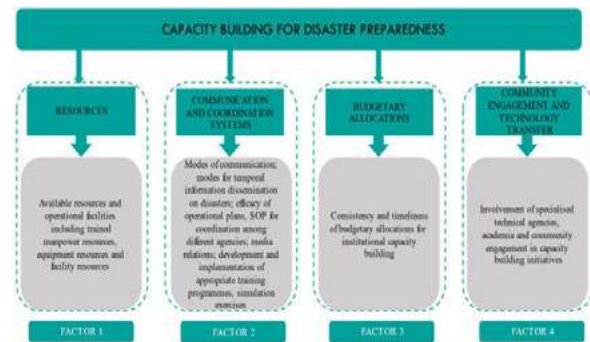 CAPACITY BUILDING FOR DISASTER PREPAREDNESS
RESOURCES
Available resources and
operational facilities
including trained
manpower resources,
equipment resources and
facility resources
FACTOR 1
COMMUNICATION
AND COORDINATION
SYSTEMS
Modes of communication;
modes for temporal
information dissemination
on disasters; efficacy of
operational plans, SOP for
coordination among
different agencies; media
relations; development and
implementation of
appropriate training
programmes, simulation
exercises
FACTOR 2
BUDGETARY
ALLOCATIONS
Consistency and timeliness
of budgetary allocations for
institutional capacity
building
FACTOR 3
COMMUNITY
ENGAGEMENT AND
TECHNOLOGY
TRANSFER
Involvement of specialised
technical agencies,
academia and community
engagement in capacity
building initiatives
FACTOR 4